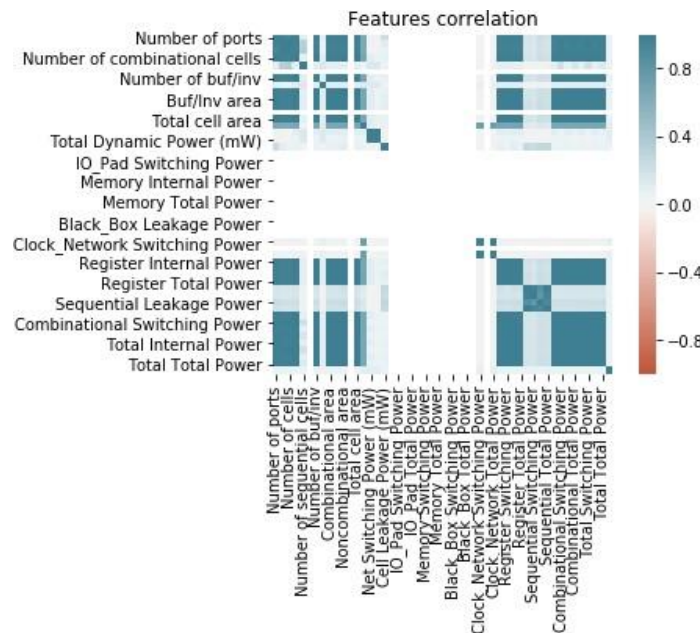 Features correlation
Number of ports
Number of combinational cells
Number of buf/inv
Buf/Inv area
Total cell area
Total Dynamic Power (mW)
IO_Pad Switching Power
Memory Internal Power
Memory Total Power
Black_Box Leakage Power
Clock_Network Switching Power
Register Internal Power
Register Total Power
Sequential Leakage Power
Combinational Switching Power
Total Internal Power
Total Total Power
0.8
0.4
0.0
−0.4
−0.8
Number of ports
Number of cells
Number of sequential cells
Number of buf/inv
Combinational area
Noncombinational area
Total cell area
Net Switching Power (mW)
Cell Leakage Power (mW)
IO_Pad Switching Power
IO_Pad Total Power
Memory_Switching Power
Memory Total Power
Black_Box Switching Power
Black_Box Total Power
Clock_Network Switching Power
Clock_Network Total Power
Register Switching Power
Register Total Power
Sequential Switching Power
Sequential Total Power
Combinational Switching Power
Combinational Total Power
Total Switching Power
Total Total Power